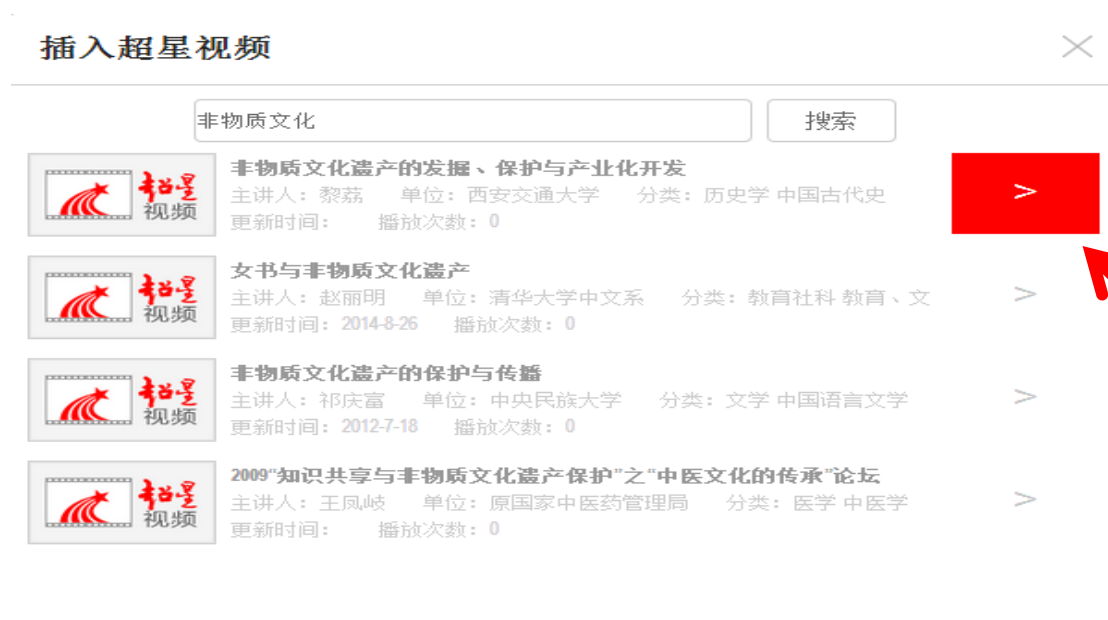 插入超星视频
非物质文化 搜索
非物质文化遗产的发掘、保护与产业化开发
主讲人：黎荔 单位：西安交通大学 分类：历史学 中国古代史
更新时间： 播放次数：0
超星
视频
>
女书与非物质文化遗产
主讲人：赵丽明 单位：清华大学中文系 分类：教育社科 教育、文
更新时间：2014-8-26 播放次数：0
超星
视频
>
非物质文化遗产的保护与传播
主讲人：祁庆富 单位：中央民族大学 分类：文学 中国语言文学
更新时间：2012-7-18 播放次数：0
超星
视频
>
2009“知识共享与非物质文化遗产保护”之“中医文化的传承”论坛
主讲人：王凤岐 单位：原国家中医药管理局 分类：医学 中医学
更新时间： 播放次数：0
超星
视频
>